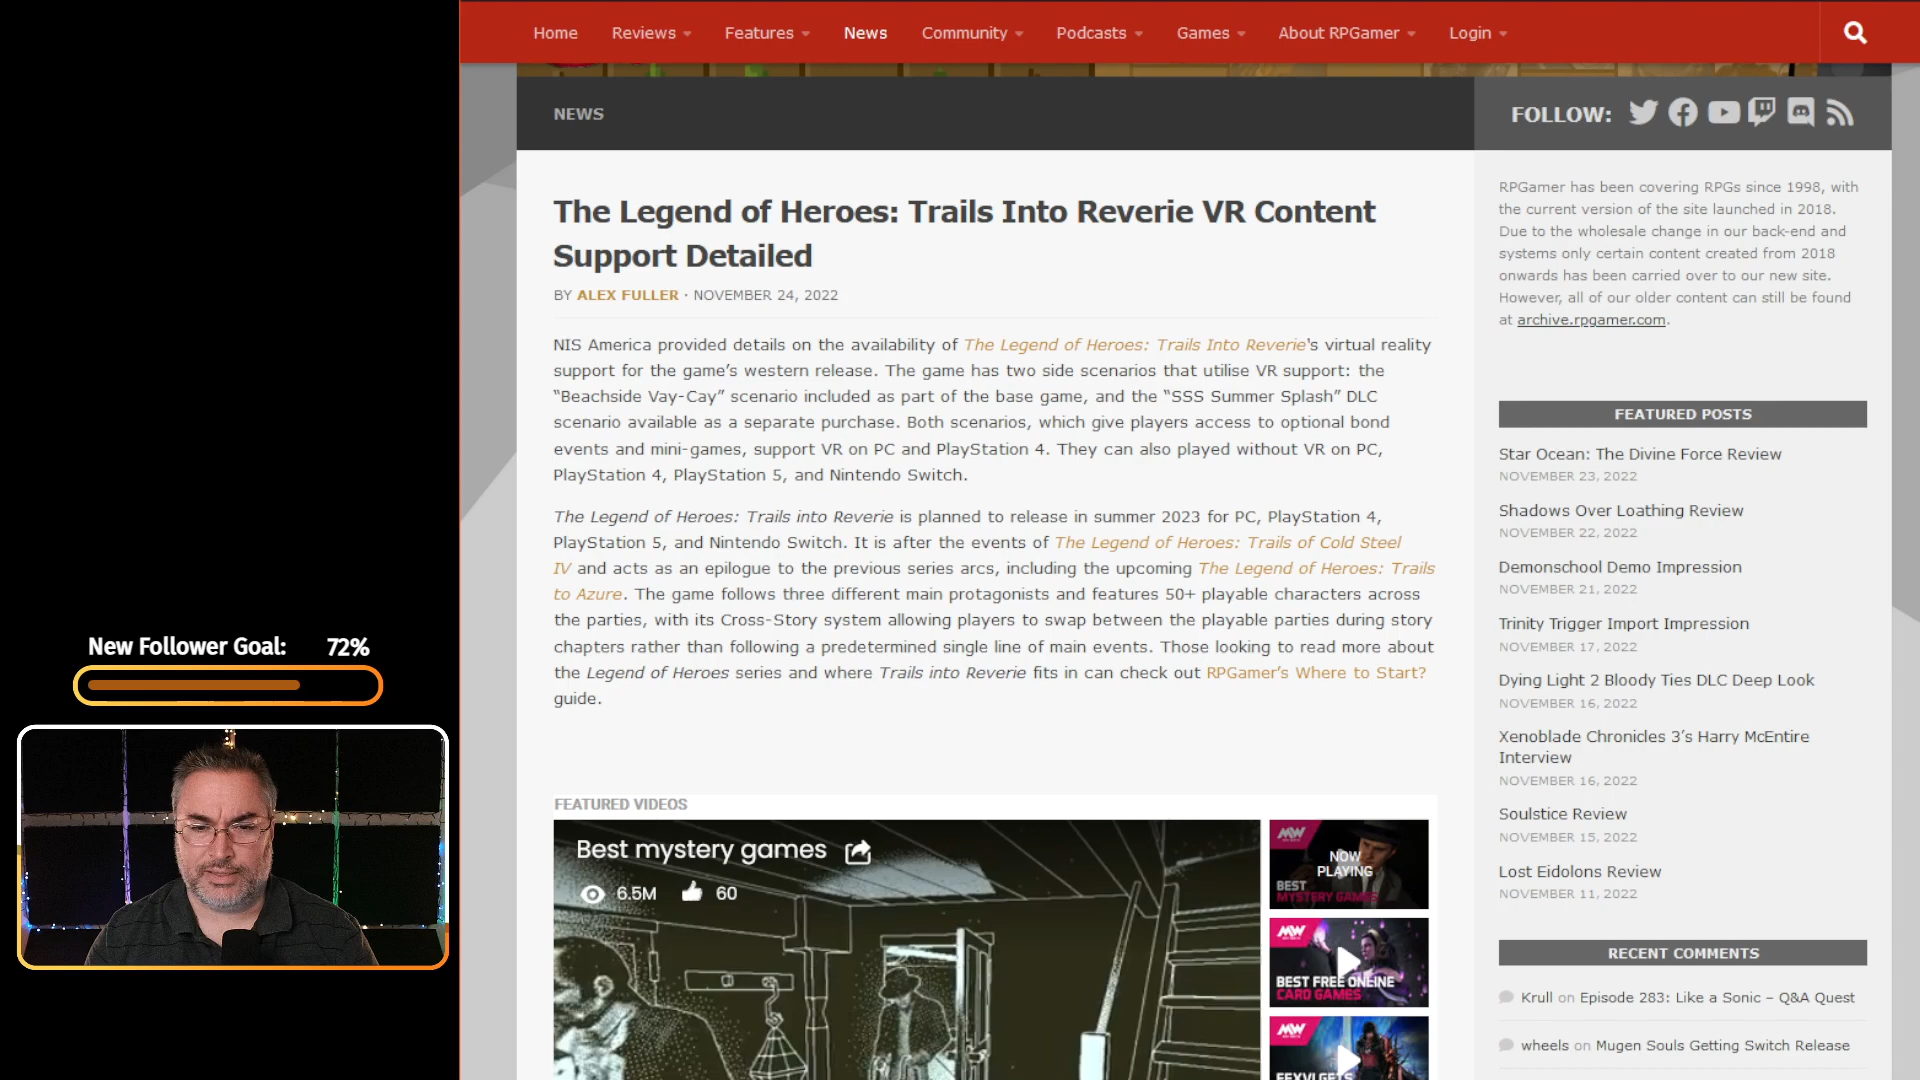 Home Reviews Features News Community Podcasts Games About RPGamer Login
NEWS
FOLLOW:
The Legend of Heroes: Trails Into Reverie VR Content
Support Detailed
BY ALEX FULLER · NOVEMBER 24, 2022
NIS America provided details on the availability of The Legend of Heroes: Trails Into Reverie's virtual reality
support for the game's western release. The game has two side scenarios that utilise VR support: the
“Beachside Vay-Cay” scenario included as part of the base game, and the “SSS Summer Splash” DLC
scenario available as a separate purchase. Both scenarios, which give players access to optional bond
events and mini-games, support VR on PC and PlayStation 4. They can also played without VR on PC,
PlayStation 4, PlayStation 5, and Nintendo Switch.
The Legend of Heroes: Trails into Reverie is planned to release in summer 2023 for PC, PlayStation 4,
PlayStation 5, and Nintendo Switch. It is after the events of The Legend of Heroes: Trails of Cold Steel
IV and acts as an epilogue to the previous series arcs, including the upcoming The Legend of Heroes: Trails
to Azure. The game follows three different main protagonists and features 50+ playable characters across
the parties, with its Cross-Story system allowing players to swap between the playable parties during story
chapters rather than following a predetermined single line of main events. Those looking to read more about
the Legend of Heroes series and where Trails into Reverie fits in can check out RPGamer's Where to Start?
guide.
FEATURED VIDEOS
Best mystery games
6.5M 60
MW
NOW
PLAYING
BEST
MYSTERY GAMES
MW
BEST FREE ONLINE
CARD GAMES
MW
RPGamer has been covering RPGs since 1998, with
the current version of the site launched in 2018.
Due to the wholesale change in our back-end and
systems only certain content created from 2018
onwards has been carried over to our new site.
However, all of our older content can still be found
at archive.rpgamer.com.
FEATURED POSTS
Star Ocean: The Divine Force Review
NOVEMBER 23, 2022
Shadows Over Loathing Review
NOVEMBER 22, 2022
Demonschool Demo Impression
NOVEMBER 21, 2022
Trinity Trigger Import Impression
NOVEMBER 17, 2022
Dying Light 2 Bloody Ties DLC Deep Look
NOVEMBER 16, 2022
Xenoblade Chronicles 3's Harry McEntire
Interview
NOVEMBER 16, 2022
Soulstice Review
NOVEMBER 15, 2022
Lost Eidolons Review
NOVEMBER 11, 2022
RECENT COMMENTS
Krull on Episode 283: Like a Sonic – Q&A Quest
wheels on Mugen Souls Getting Switch Release
New Follower Goal: 72%